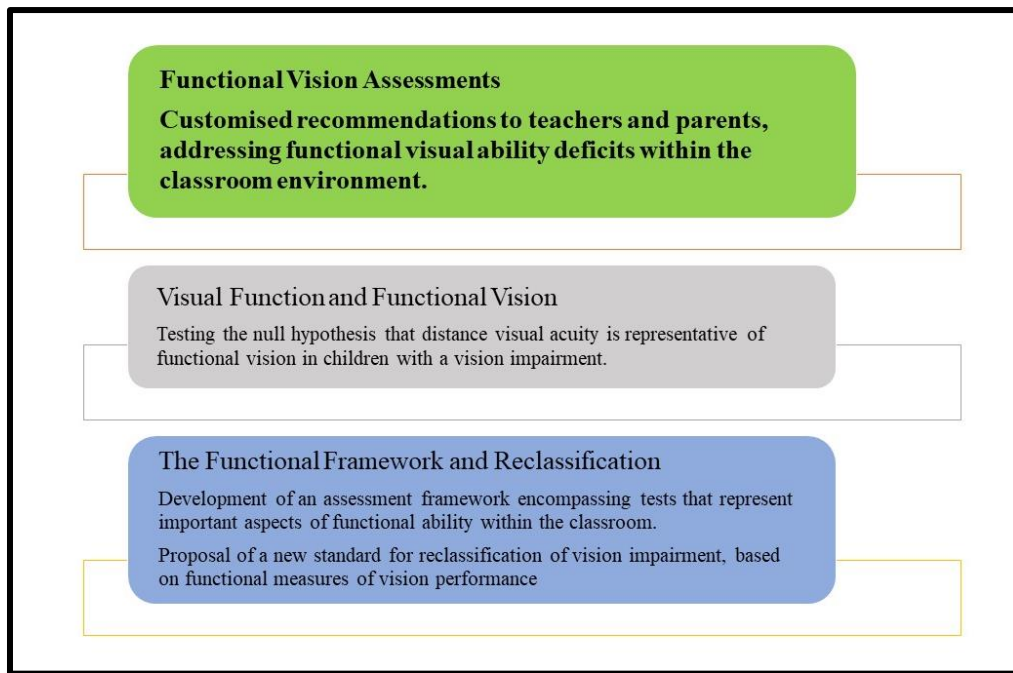 Functional Vision Assessments
Customised recommendations to teachers and parents,
addressing functional visual ability deficits within the
classroom environment.
Visual Function and Functional Vision
Testing the null hypothesis that distance visual acuity is representative of
functional vision in children with a vision impairment.
The Functional Framework and Reclassification
Development of an assessment framework encompassing tests that represent
important aspects of functional ability within the classroom.
Proposal of a new standard for reclassification of vision impairment, based
on functional measures of vision performance